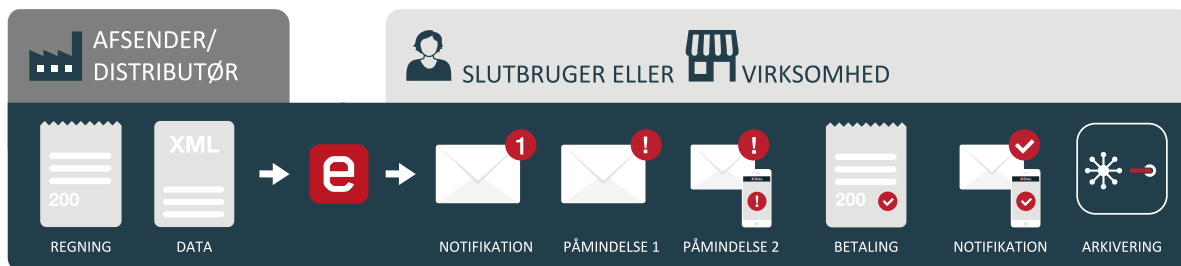 AFSENDER/
DISTRIBUTØR
SLUTBRUGER ELLER VIRKSOMHED
XML
200
e
1
!
!
!
200
REGNING
DATA
NOTIFIKATION
PÅMINDELSE 1
PÅMINDELSE 2
BETALING
NOTIFIKATION
ARKIVERING